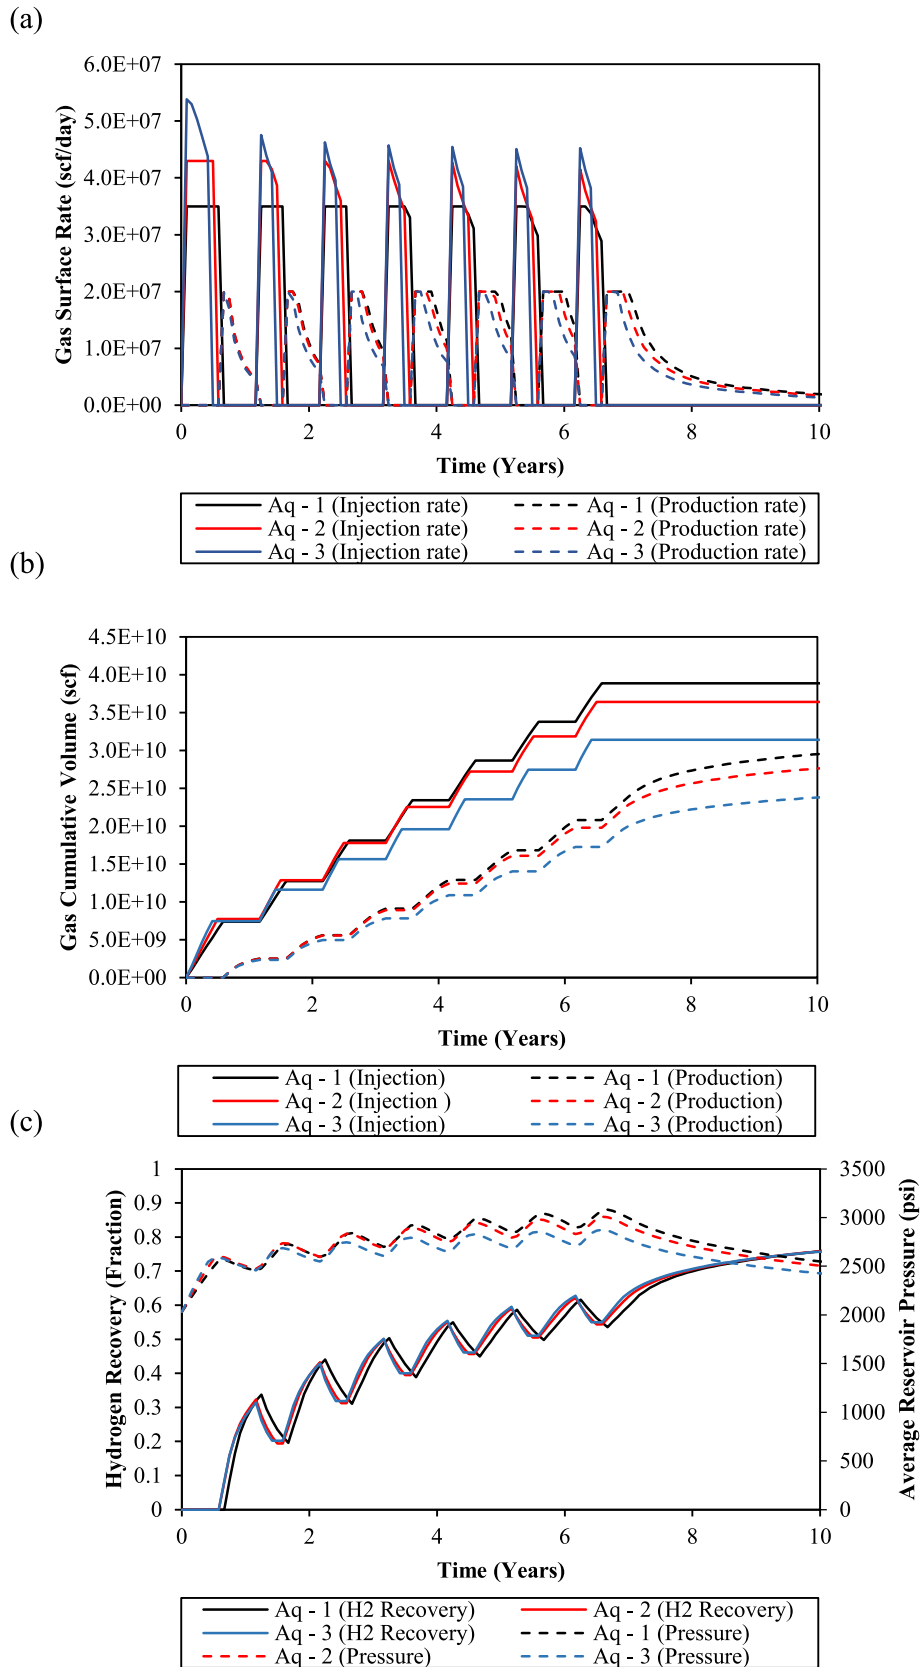 (a)
6.0E+07
5.0E+07
4.0E+07
3.0E+07
2.0E+07
1.0E+07
0.0E+00
Gas Surface Rate (scf/day)
0 2 4 6 8 10
Time (Years)
Aq - 1 (Injection rate) Aq - 1 (Production rate)
Aq - 2 (Injection rate) Aq - 2 (Production rate)
Aq - 3 (Injection rate) Aq - 3 (Production rate)
(b)
4.5E+10
4.0E+10
3.5E+10
3.0E+10
2.5E+10
2.0E+10
1.5E+10
1.0E+10
5.0E+09
0.0E+00
Gas Cumulative Volume (scf)
0 2 4 6 8 10
Time (Years)
Aq - 1 (Injection) Aq - 1 (Production)
Aq - 2 (Injection ) Aq - 2 (Production)
Aq - 3 (Injection) Aq - 3 (Production)
(c)
1 3500
0.9
0.8 3000
0.7 2500
0.6 2000
0.5
0.4 1500
0.3 1000
0.2
0.1 500
0 0
Hydrogen Recovery (Fraction)
Average Reservoir Pressure (psi)
0 2 4 6 8 10
Time (Years)
Aq - 1 (H2 Recovery) Aq - 2 (H2 Recovery)
Aq - 3 (H2 Recovery) Aq - 1 (Pressure)
Aq - 2 (Pressure) Aq - 3 (Pressure)